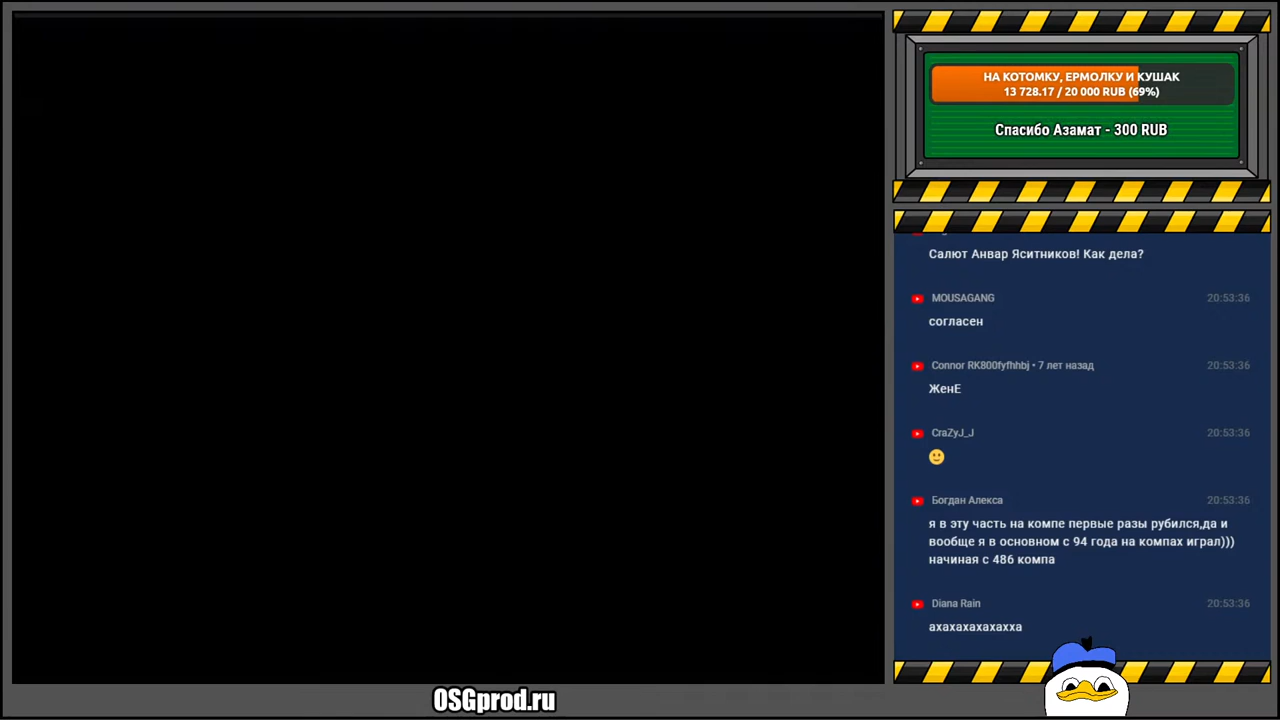 НА КОТОМКУ, ЕРМОЛКУ И КУШАК
13 728.17 / 20 000 RUB (69%)
Спасибо Азамат - 300 RUB
Салют Анвар Яситников! Как дела?
MOUSAGANG 20:53:36
согласен
Connor RK800fyfhhbj • 7 лет назад 20:53:36
ЖенЕ
CraZyJ_J 20:53:36
Богдан Алекса 20:53:36
я в эту часть на компе первые разы рубился,да и
вообще я в основном с 94 года на компах играл)))
начиная с 486 компа
Diana Rain 20:53:36
ахахахахахахха
OSGprod.ru